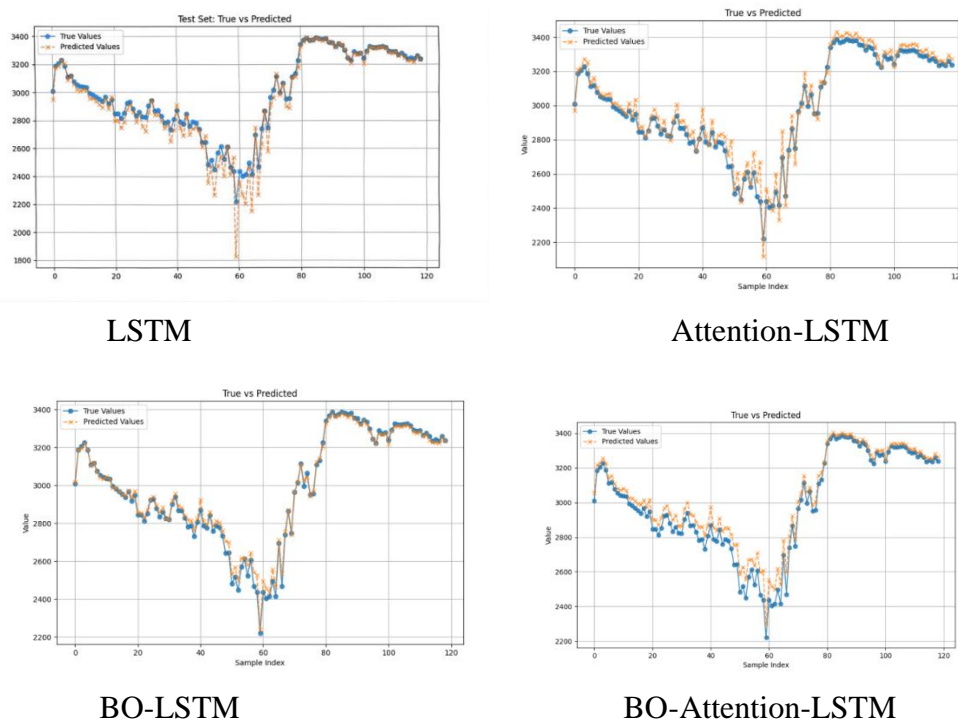 Test Set: True vs Predicted
True Values
Predicted Values
3400
3200
3000
2800
2600
2400
2200
2000
1800
0 20 40 60 80 100 120
LSTM
True vs Predicted
True Values
Predicted Values
Value
3400
3200
3000
2800
2600
2400
2200
0 20 40 60 80 100 120
Sample Index
Attention-LSTM
True vs Predicted
True Values
Predicted Values
Value
3400
3200
3000
2800
2600
2400
2200
0 20 40 60 80 100 120
Sample Index
BO-LSTM
True vs Predicted
True Values
Predicted Values
Value
3400
3200
3000
2800
2600
2400
2200
0 20 40 60 80 100 120
Sample Index
BO-Attention-LSTM